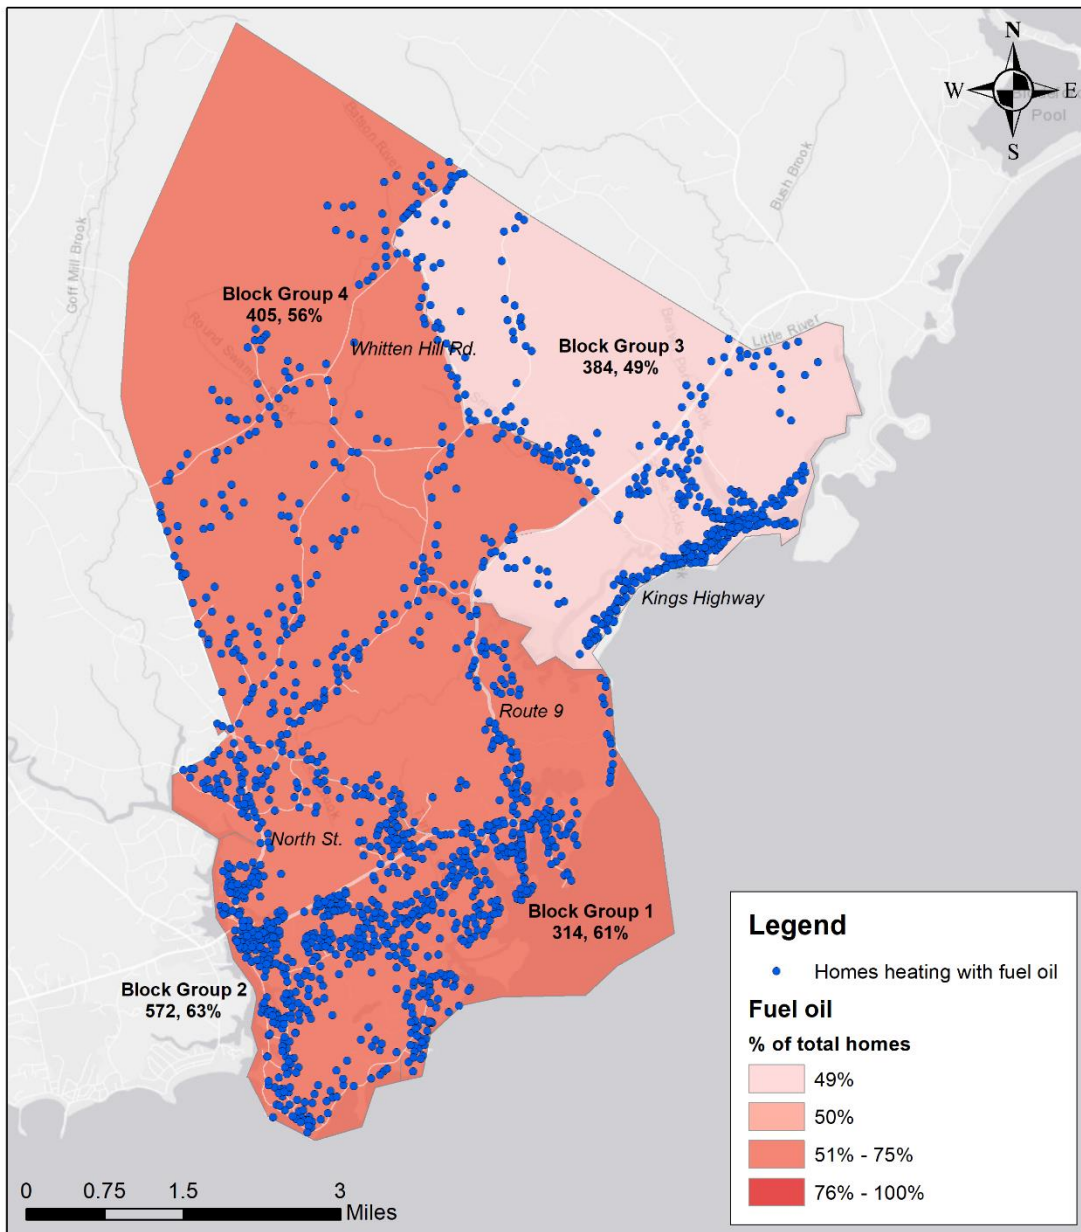 N
W
E
S
Pool
Batson River
Bush Brook
Goff Mill Brook
Block Group 4
405, 56%
Little River
Whitten Hill Rd.
Block Group 3
384, 49%
Kings Highway
Route 9
North St.
Block Group 1
314, 61%
Block Group 2
572, 63%
Legend
Homes heating with fuel oil
Fuel oil
% of total homes
49%
50%
51% - 75%
76% - 100%
0 0.75 1.5 3
Miles